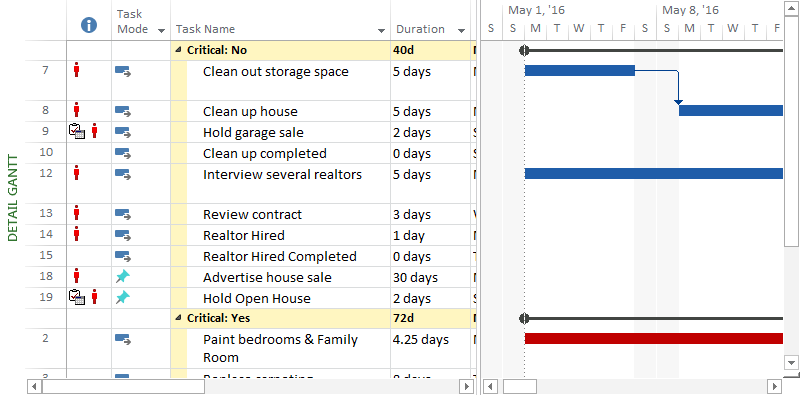 May 1, '16 May 8, '16
Task Mode Task Name Duration
S S M T W T F S S M T W T F
Critical: No 40d
7 Clean out storage space 5 days
8 Clean up house 5 days
9 Hold garage sale 2 days
10 Clean up completed 0 days
12 Interview several realtors 5 days
13 Review contract 3 days
14 Realtor Hired 1 day
15 Realtor Hired Completed 0 days
18 Advertise house sale 30 days
19 Hold Open House 2 days
Critical: Yes 72d
2 Paint bedrooms & Family 4.25 days
Room
DETAIL GANTT